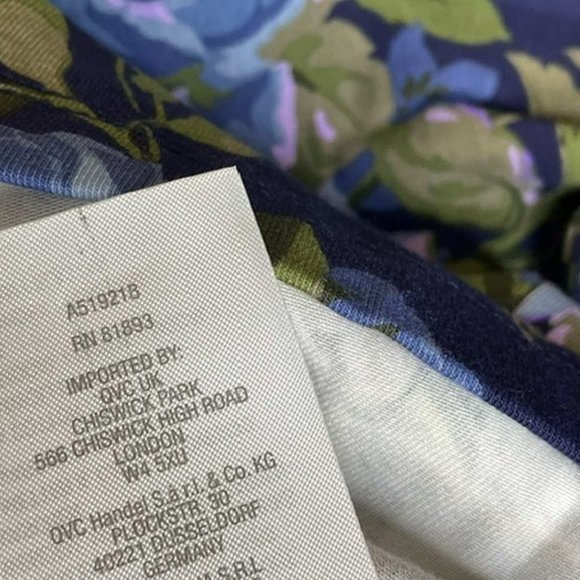 A519218
RN 81893
IMPORTED BY:
QVC UK
CHISWICK PARK
566 CHISWICK HIGH ROAD
LONDON
W4 5XU
QVC Handel S.à r.l. & Co. KG
PLOCKSTR. 30
40221 DÜSSELDORF
GERMANY
S.R.L